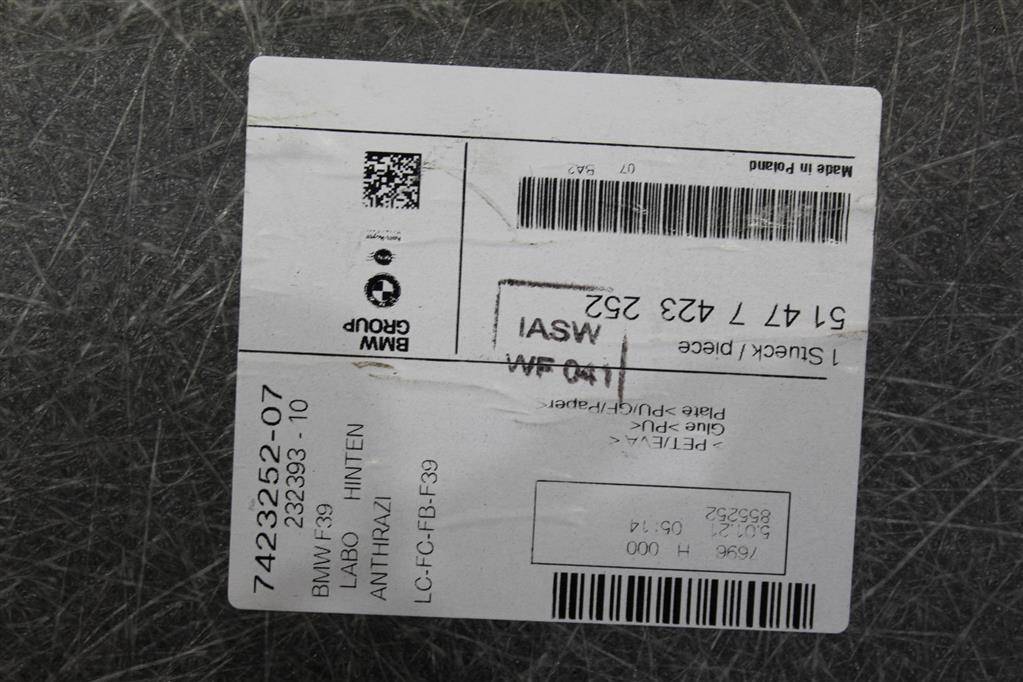 Made in Poland
07 BA2
51 47 7 423 252
1 Stueck / piece
BMW
GROUP
IASW
WF 041
> PET/EVA <
Glue >PU<
Plate >PU/GF/Paper<
7696 H 000
5.01.21 05:14
855252
7423252-07
232393 - 10
BMW F39
LABO HINTEN
ANTHRAZI
LC-FC-FB-F39